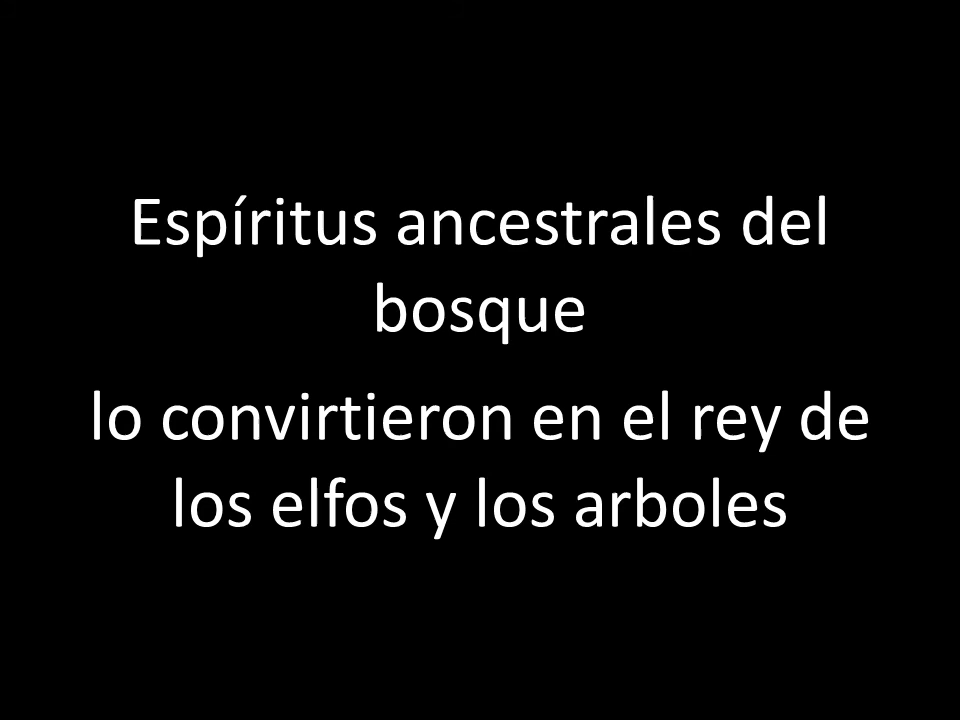 Espíritus ancestrales del
bosque
lo convirtieron en el rey de
los elfos y los arboles